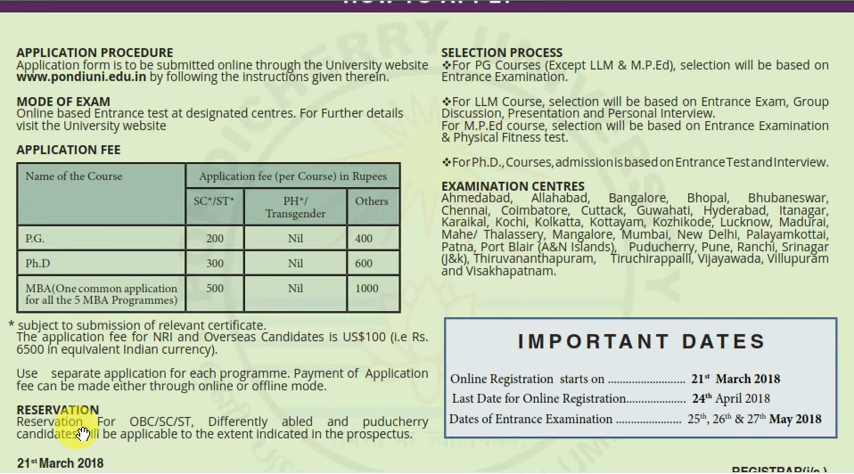 HOW TO APPLY
APPLICATION PROCEDURE
Application form is to be submitted online through the University website
www.pondiuni.edu.in by following the instructions given therein.
MODE OF EXAM
Online based Entrance test at designated centres. For Further details
visit the University website
APPLICATION FEE
Name of the Course
Application fee (per Course) in Rupees
SC*/ST* PH*/ Others
Transgender
P.G. 200 Nil 400
Ph.D 300 Nil 600
MBA(One common application 500 Nil 1000
for all the 5 MBA Programmes)
* subject to submission of relevant certificate.
The application fee for NRI and Overseas Candidates is US$100 (i.e Rs.
6500 in equivalent Indian currency).
Use separate application for each programme. Payment of Application
fee can be made either through online or offline mode.
RESERVATION
Reservation For OBC/SC/ST, Differently abled and puducherry
candidates will be applicable to the extent indicated in the prospectus.
21st March 2018
SELECTION PROCESS
❖For PG Courses (Except LLM & M.P.Ed), selection will be based on
Entrance Examination.
❖For LLM Course, selection will be based on Entrance Exam, Group
Discussion, Presentation and Personal Interview.
For M.P.Ed course, selection will be based on Entrance Examination
& Physical Fitness test.
❖For Ph.D., Courses, admission is based on Entrance Test and Interview.
EXAMINATION CENTRES
Ahmedabad, Allahabad, Bangalore, Bhopal, Bhubaneswar,
Chennai, Coimbatore, Cuttack, Guwahati, Hyderabad, Itanagar,
Karaikal, Kochi, Kolkatta, Kottayam, Kozhikode, Lucknow, Madurai,
Mahe/ Thalassery, Mangalore, Mumbai, New Delhi, Palayamkottai,
Patna, Port Blair (A&N Islands), Puducherry, Pune, Ranchi, Srinagar
(J&k), Thiruvananthapuram, Tiruchirappalli, Vijayawada, Villupuram
and Visakhapatnam.
IMPORTANT DATES
Online Registration starts on .......................... 21st March 2018
Last Date for Online Registration.................... 24th April 2018
Dates of Entrance Examination .... 25th, 26th & 27th May 2018
REGISTRAR(i/c.)